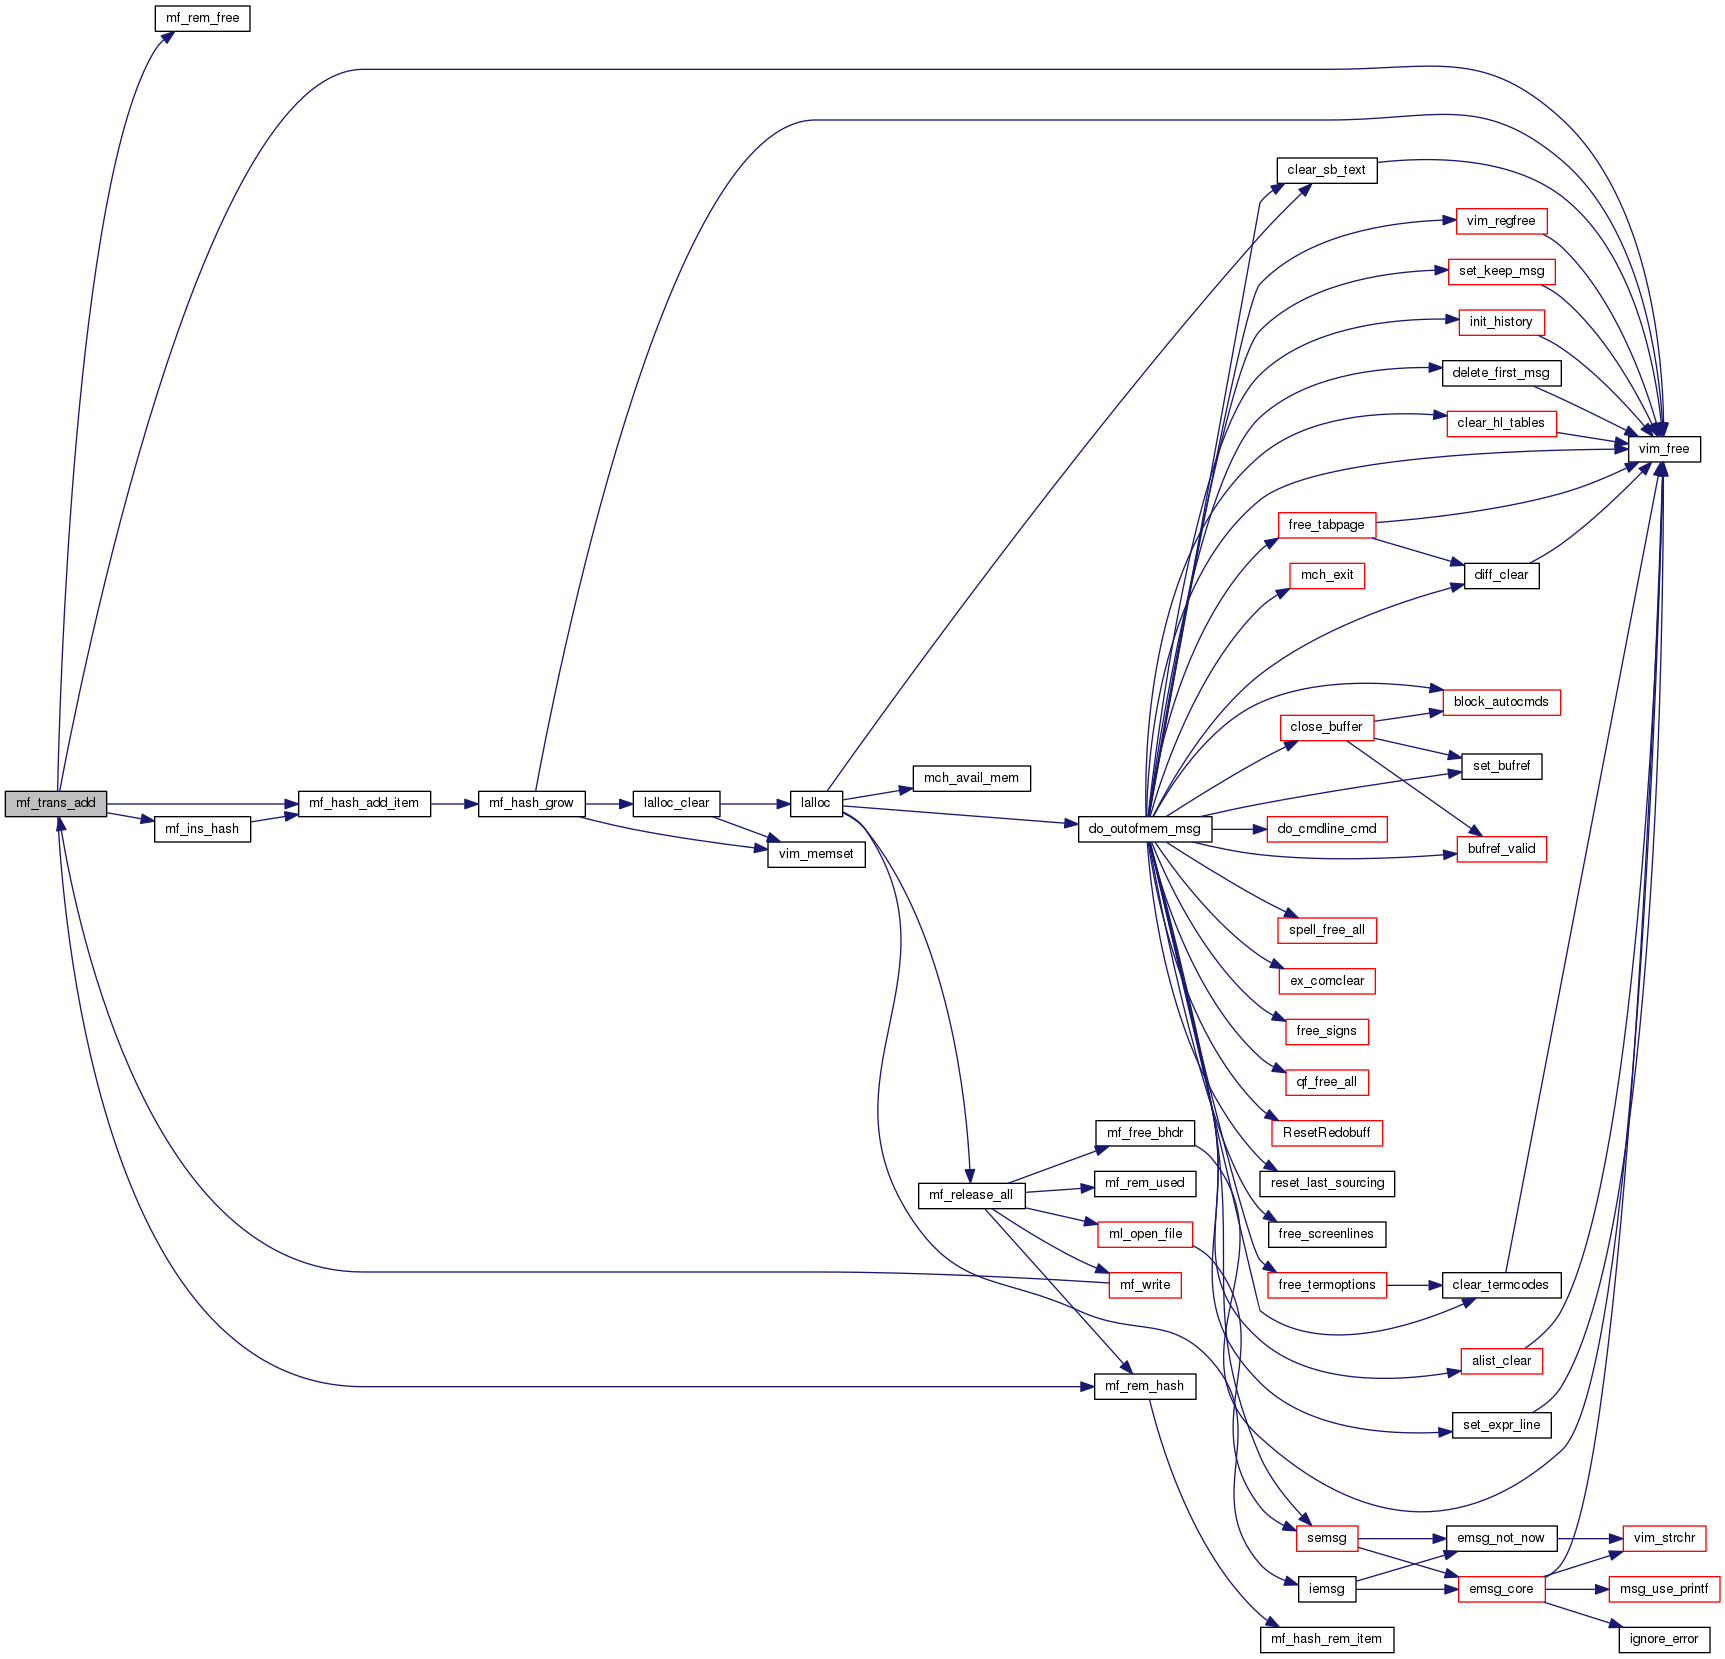 mf_rem_free
clear_sb_text
vim_regfree
set_keep_msg
init_history
delete_first_msg
clear_hl_tables
vim_free
free_tabpage
mch_exit
diff_clear
block_autocmds
close_buffer
set_bufref
mch_avail_mem
mf_trans_add
mf_hash_add_item
mf_hash_grow
lalloc_clear
lalloc
mf_ins_hash
do_outofmem_msg
do_cmdline_cmd
vim_memset
bufref_valid
spell_free_all
ex_comclear
free_signs
qf_free_all
mf_free_bhdr
ResetRedobuff
mf_rem_used
reset_last_sourcing
mf_release_all
ml_open_file
free_screenlines
mf_write
free_termoptions
clear_termcodes
alist_clear
mf_rem_hash
set_expr_line
semsg
emsg_not_now
vim_strchr
iemsg
emsg_core
msg_use_printf
mf_hash_rem_item
ignore_error